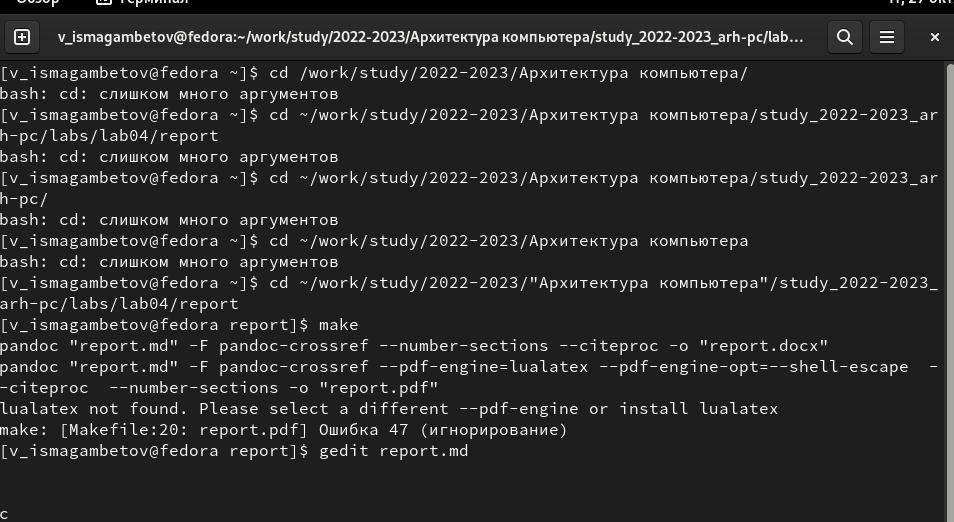 Обзор Терминал
v_ismagambetov@fedora:~/work/study/2022-2023/Архитектура компьютера/study_2022-2023_arh-pc/lab...
[v_ismagambetov@fedora ~]$ cd /work/study/2022-2023/Архитектура компьютера/
bash: cd: слишком много аргументов
[v_ismagambetov@fedora ~]$ cd ~/work/study/2022-2023/Архитектура компьютера/study_2022-2023_ar
h-pc/labs/lab04/report
bash: cd: слишком много аргументов
[v_ismagambetov@fedora ~]$ cd ~/work/study/2022-2023/Архитектура компьютера/study_2022-2023_ar
h-pc/
bash: cd: слишком много аргументов
[v_ismagambetov@fedora ~]$ cd ~/work/study/2022-2023/Архитектура компьютера
bash: cd: слишком много аргументов
[v_ismagambetov@fedora ~]$ cd ~/work/study/2022-2023/"Архитектура компьютера"/study_2022-2023_
arh-pc/labs/lab04/report
[v_ismagambetov@fedora report]$ make
pandoc "report.md" -F pandoc-crossref --number-sections --citeproc -o "report.docx"
pandoc "report.md" -F pandoc-crossref --pdf-engine=lualatex --pdf-engine-opt=--shell-escape -
-citeproc  --number-sections -o "report.pdf"
lualatex not found. Please select a different --pdf-engine or install lualatex
make: [Makefile:20: report.pdf] Ошибка 47 (игнорирование)
[v_ismagambetov@fedora report]$ gedit report.md
c